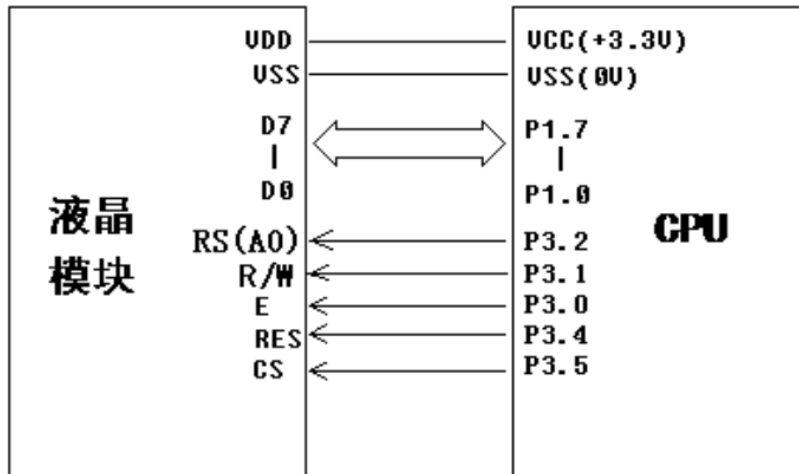 VDD VCC(+3.3V)
VSS VSS(0V)
D7 P1.7
D0 P1.0
液晶
模块
CPU
RS(A0) P3.2
R/W P3.1
E P3.0
RES P3.4
CS P3.5